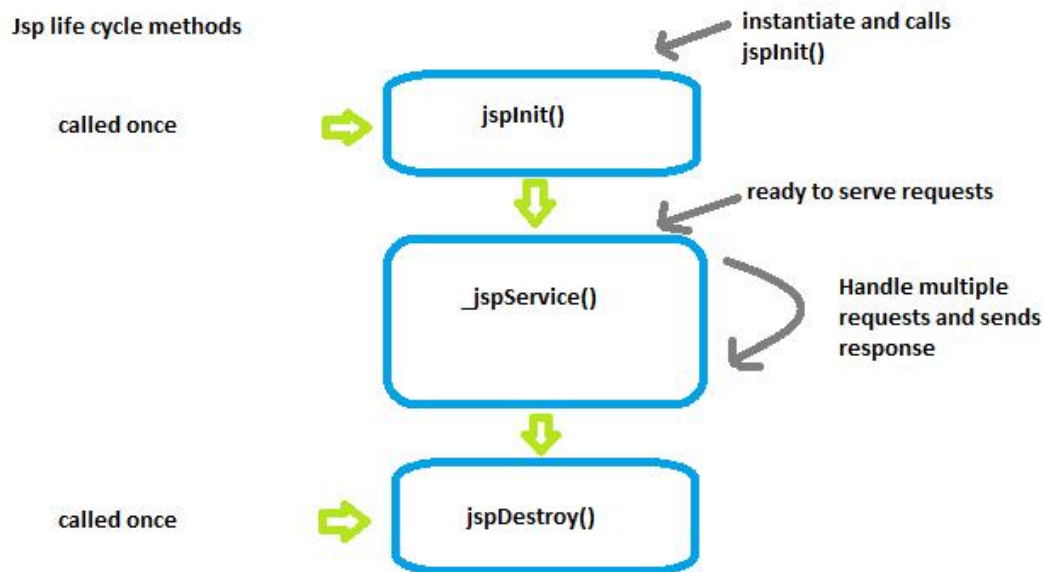 Jsp life cycle methods
instantiate and calls
jspInit()
called once
jspInit()
ready to serve requests
_jspService()
Handle multiple
requests and sends
response
called once
jspDestroy()